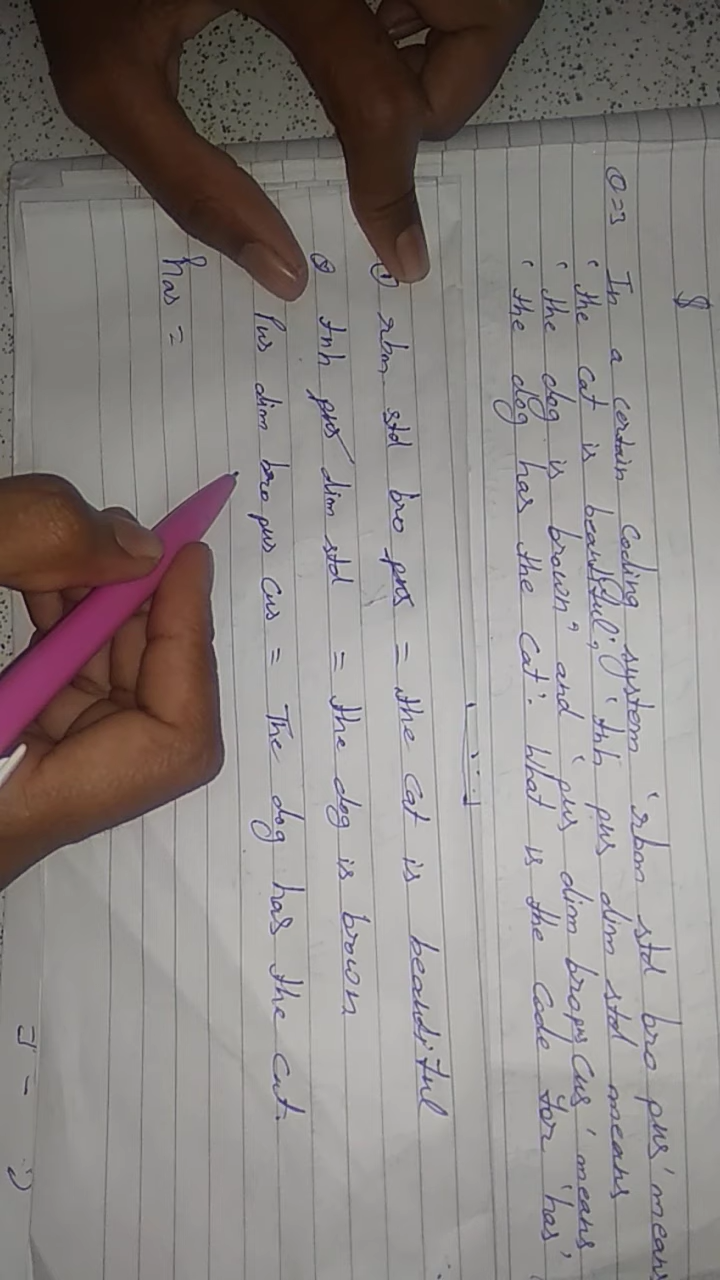 Q=3 In a certain coding system 'rbm std bro pus' means
'the cat is beautiful', 'tnh pus dim std means
'the dog is brown' and 'pus dim bro pus cus' means
'the dog has the cat'. What is the code for 'has'
① rbm std bro pus = the cat is beautiful
tnh pus dim std = the dog is brown.
Pus dim bro pus cus = The dog has the cat.
has =